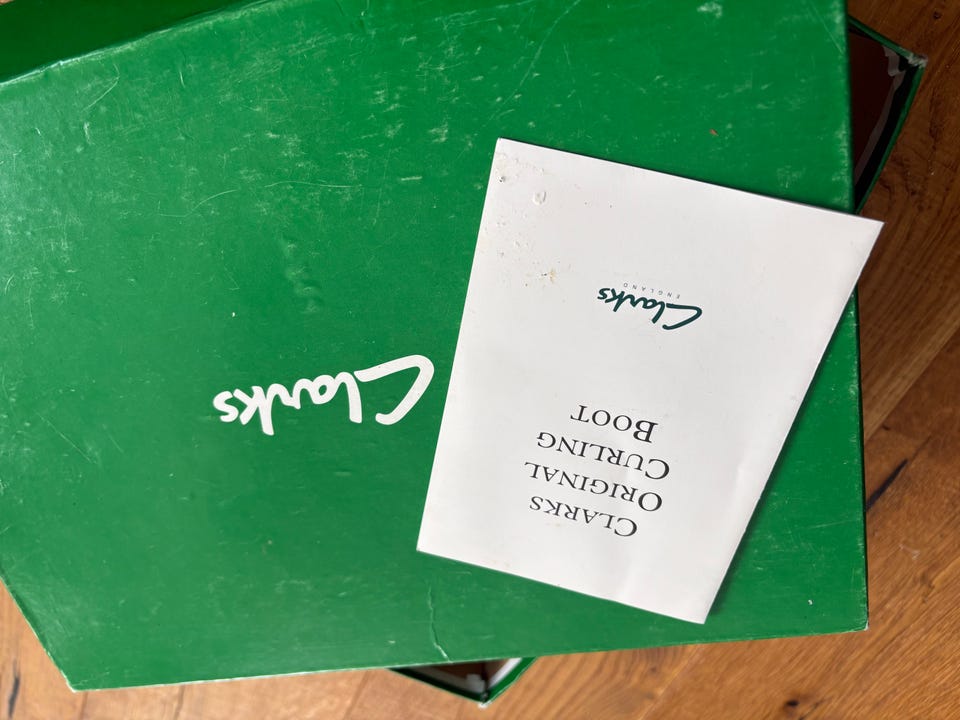 Clarks
Clarks
ENGLAND
CLARKS
ORIGINAL
CURLING
BOOT